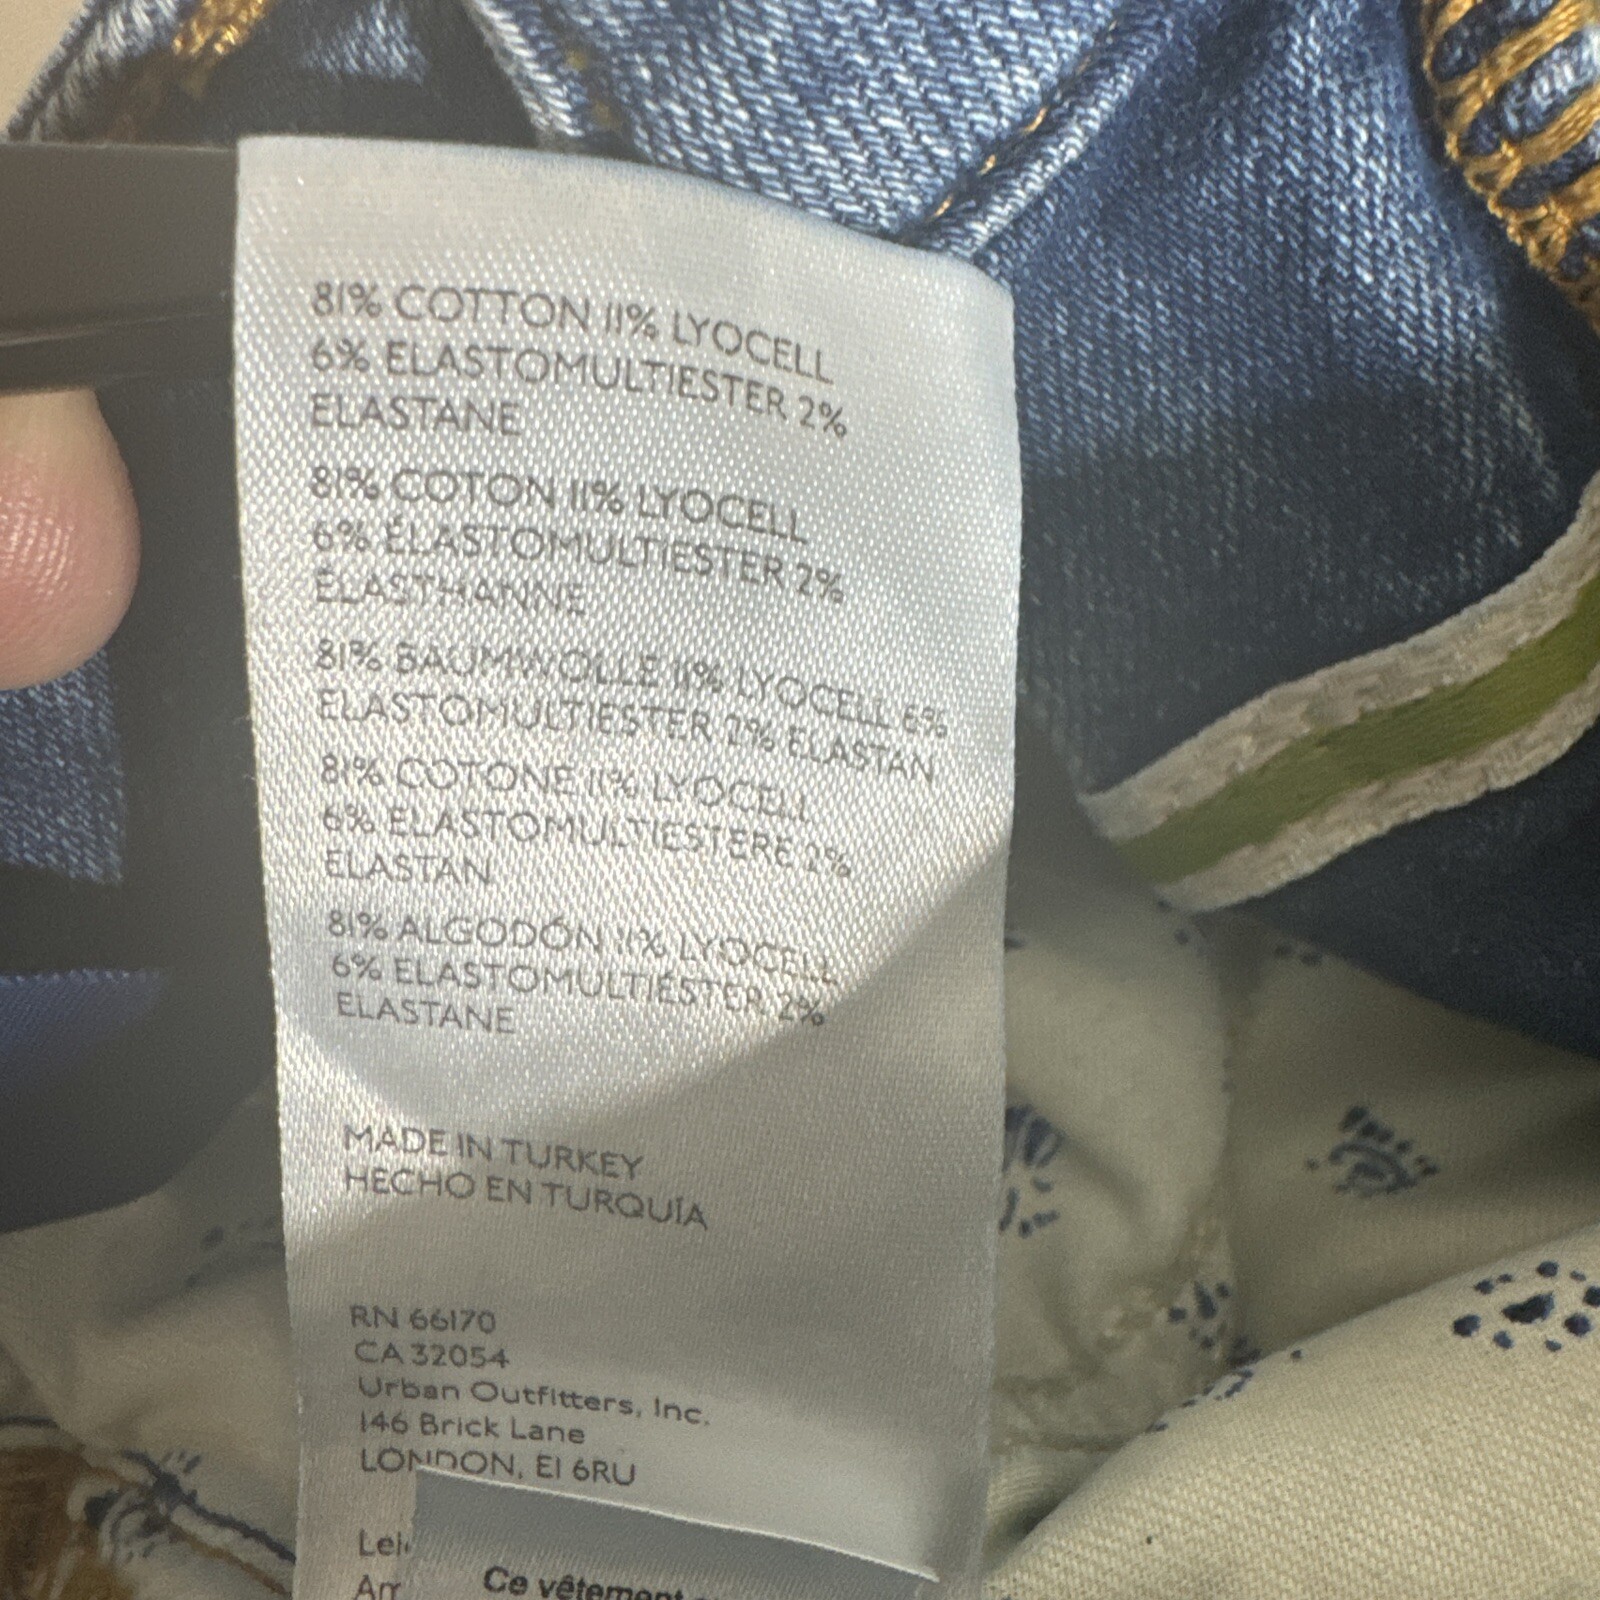 81% COTTON 11% LYOCELL
6% ELASTOMULTIESTER 2%
ELASTANE
81% COTON 11% LYOCELL
6% ÉLASTOMULTIESTER 2%
ÉLASTHANNE
81% BAUMWOLLE 11% LYOCELL 6%
ELASTOMULTIESTER 2% ELASTAN
81% COTONE 11% LYOCELL
6% ELASTOMULTIESTERE 2%
ELASTAN
81% ALGODÓN 11% LYOCELL
6% ELASTOMULTIÉSTER 2%
ELASTANE
MADE IN TURKEY
HECHO EN TURQUÍA
RN 66170
CA 32054
Urban Outfitters, Inc.
146 Brick Lane
LONDON, E1 6RU
Ce vêtement